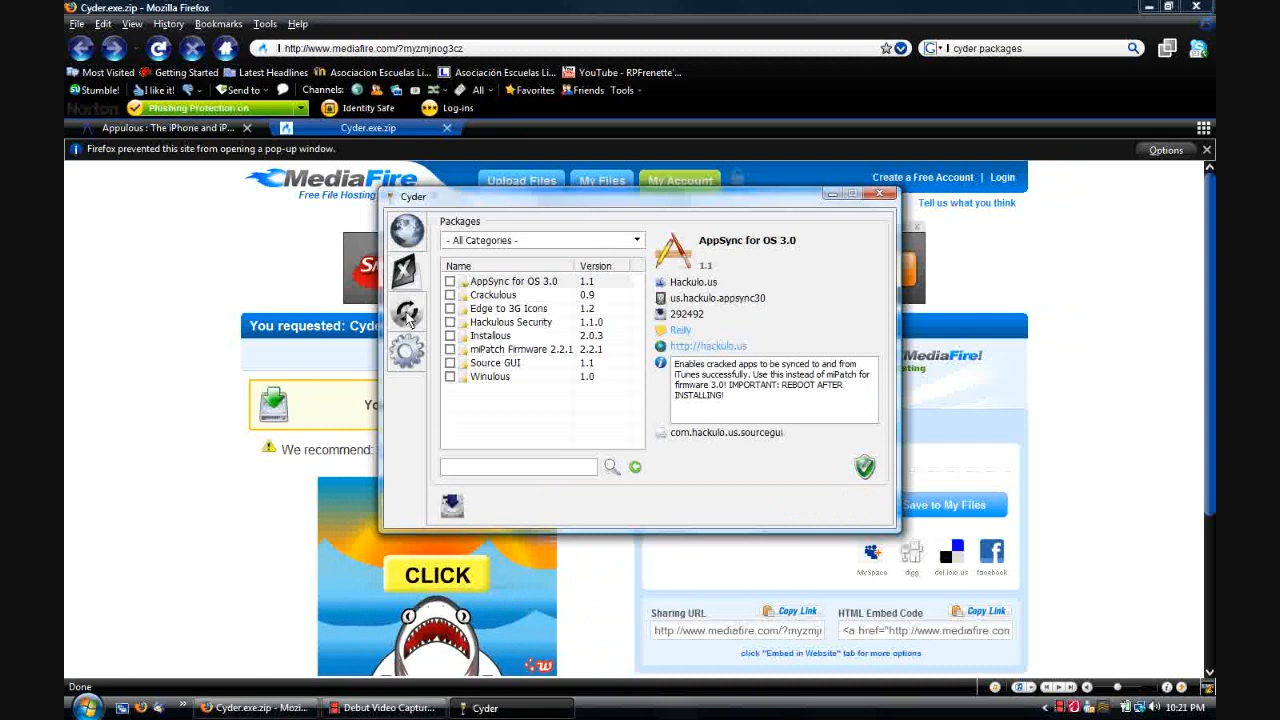 Cyder.exe.zip - Mozilla Firefox
File Edit View History Bookmarks Tools Help
http://www.mediafire.com/?myzmjnog3cz
cyder packages
Most Visited Getting Started Latest Headlines Asociacion Escuelas Li... Asociación Escuelas Li... YouTube - RPFrenette'...
Stumble! I like it! Send to Channels: All Favorites Friends Tools
Norton Phishing Protection on Identity Safe Log-ins
Appulous : The iPhone and iP... Cyder.exe.zip
Firefox prevented this site from opening a pop-up window. Options
MediaFire
Free File Hosting
Upload Files My Files My Account
Create a Free Account | Login
Tell us what you think
You requested: Cyd
MediaFire!
We recommend:
CLICK
Cyder
Packages
- All Categories -
Name Version
AppSync for OS 3.0 1.1
Crackulous 0.9
Edge to 3G Icons 1.2
Hackulous Security 1.1.0
Installous 2.0.3
miPatch Firmware 2.2.1 2.2.1
Source GUI 1.1
Winulous 1.0
AppSync for OS 3.0
1.1
Hackulo.us
us.hackulo.appsync30
292492
Reilly
http://hackulo.us
Enables cracked apps to be synced to and from
iTunes successfully. Use this instead of miPatch for
firmware 3.0! IMPORTANT: REBOOT AFTER
INSTALLING!
com.hackulo.us.sourcegui
Save to My Files
MySpace digg del.icio.us facebook
Sharing URL Copy Link HTML Embed Code Copy Link
http://www.mediafire.com/?myzmj <a href="http://www.mediafire.con
click "Embed in Website" tab for more options
Done
Cyder.exe.zip - Mozi... Debut Video Captur... Cyder
10:21 PM